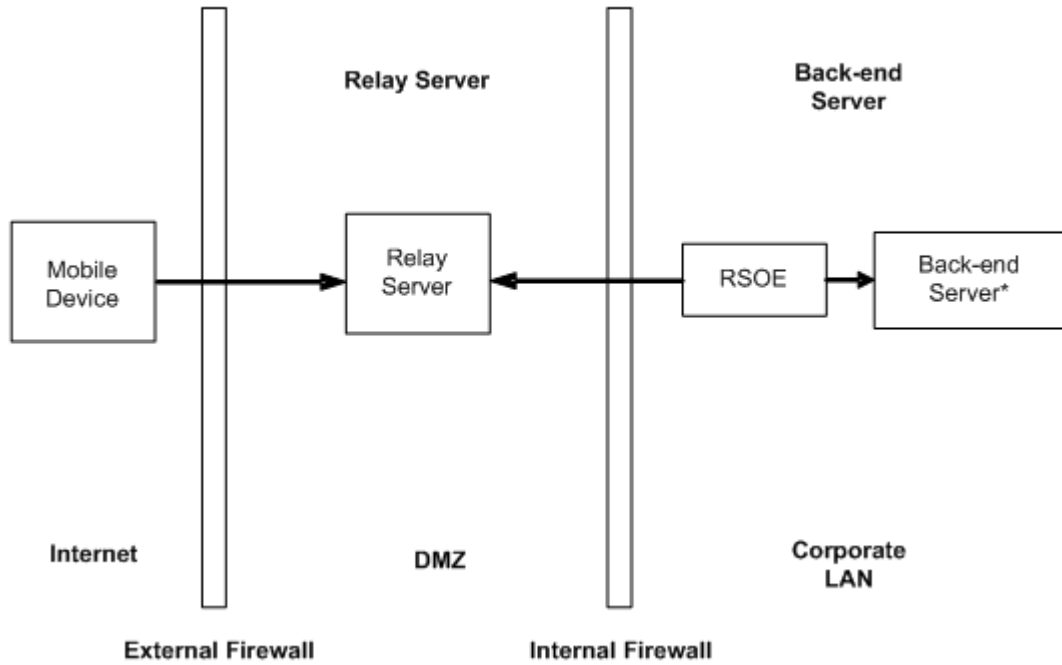 Relay Server
Back-end
Server
Mobile
Device
Relay
Server
RSOE
Back-end
Server*
Internet
DMZ
Corporate
LAN
External Firewall
Internal Firewall